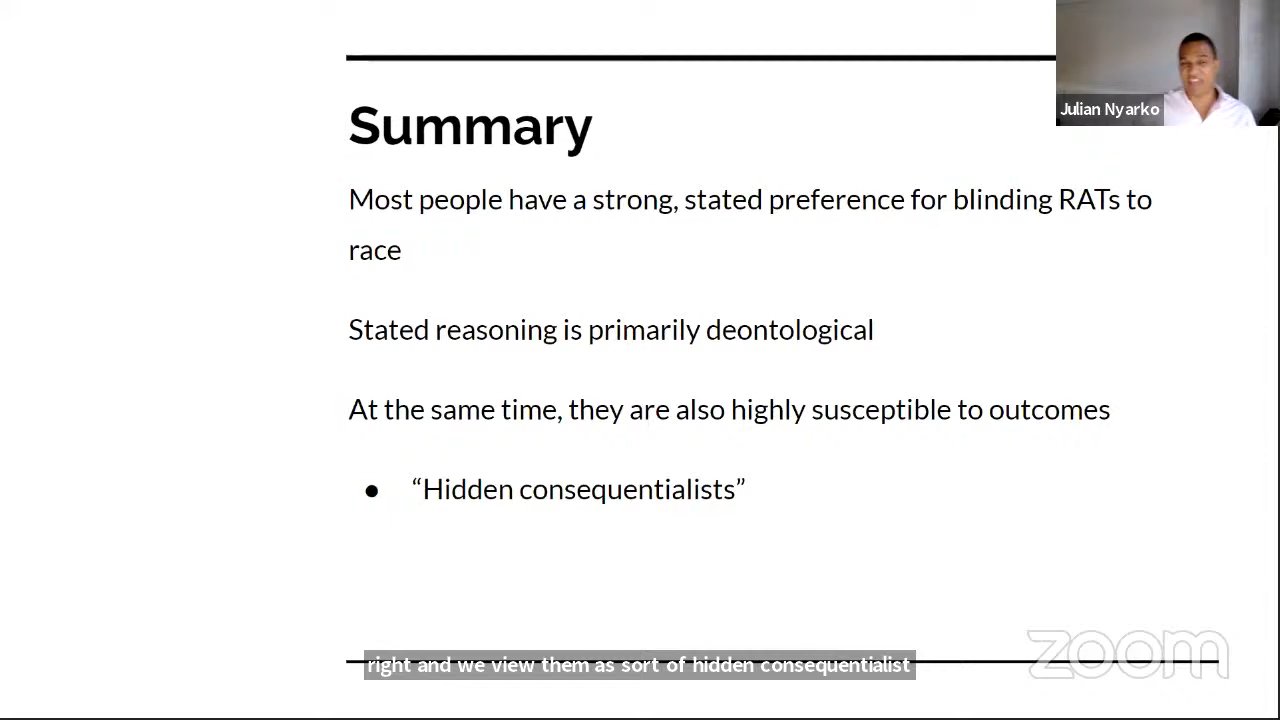 Julian Nyarko
Summary
Most people have a strong, stated preference for blinding RATs to
race
Stated reasoning is primarily deontological
At the same time, they are also highly susceptible to outcomes
● “Hidden consequentialists”
right and we view them as sort of hidden consequentialist
zoom